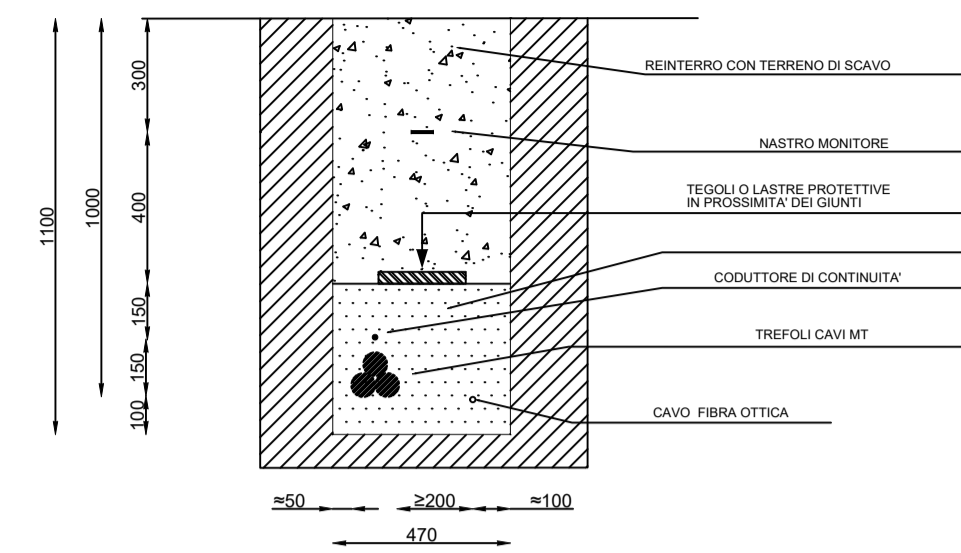 300
REINTERRO CON TERRENO DI SCAVO
NASTRO MONITORE
400
1000
1100
TEGOLI O LASTRE PROTETTIVE
IN PROSSIMITA' DEI GIUNTI
150
CODUTTORE DI CONTINUITA'
150
TREFOLI CAVI MT
100
CAVO FIBRA OTTICA
≈50
≥200
≈100
470